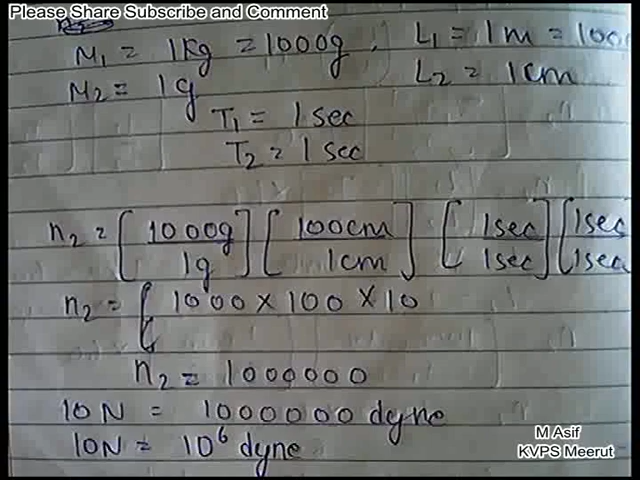 Please Share Subscribe and Comment
M₁ = 1Kg = 1000g. L₁ = 1m = 100
M₂ = 1g L₂ = 1cm
T₁ = 1sec
T₂ = 1sec
n₂ = [1000g/1g] [100cm/1cm] [1sec/1sec] [1sec/1sec
n₂ = [ 1000 × 100 × 10
n₂ = 1000000
10N = 1000000 dyne
10N = 10⁶ dyne
M Asif
KVPS Meerut